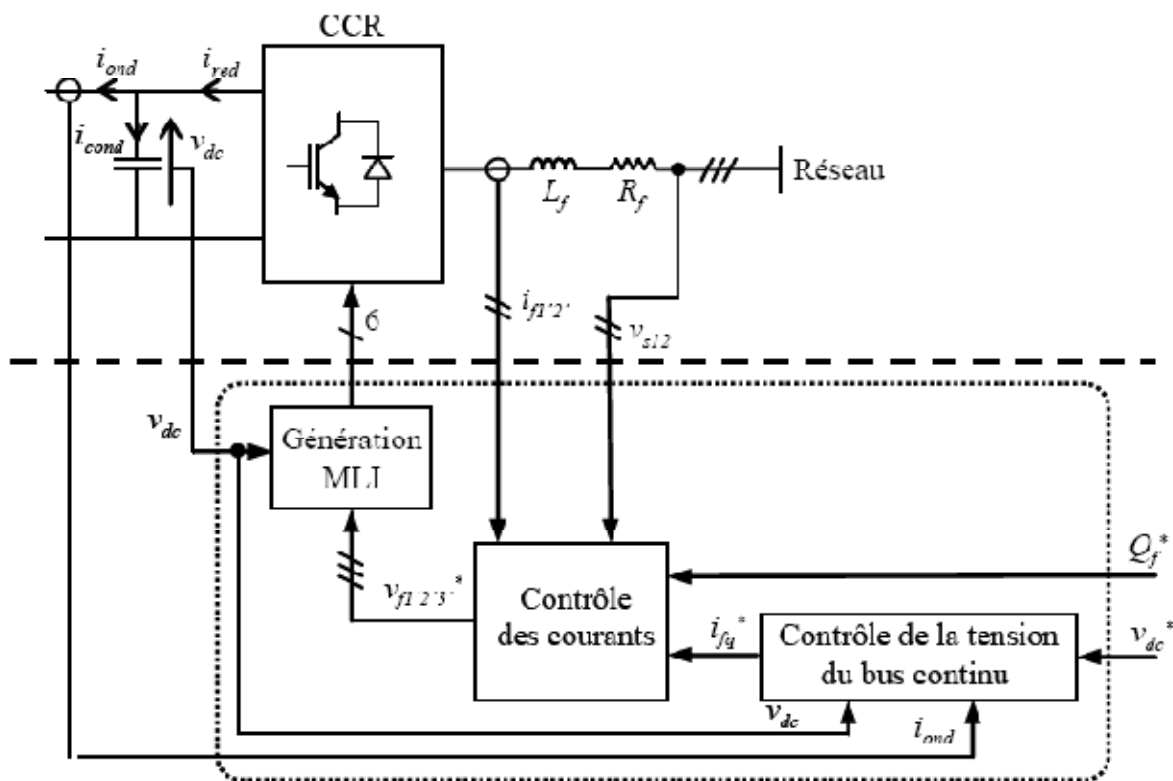 CCR
i_ond
i_red
i_cond
v_dc
L_f
R_f
Réseau
6
i_f1'2'
v_s12
v_dc
Génération
MLI
Q_f*
v_f1'2'3'*
Contrôle
des courants
i_fq*
Contrôle de la tension
du bus continu
v_dc*
v_dc
i_ond